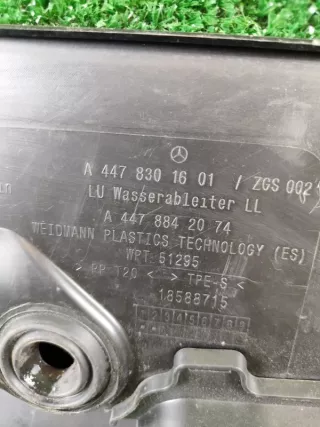 A 447 830 16 01 / ZGS 002
LU Wasserableiter LL
A 447 884 20 74
WEIDMANN PLASTICS TECHNOLOGY (ES)
WPT 51295
> PP T20 < > TPE-S <
18588715